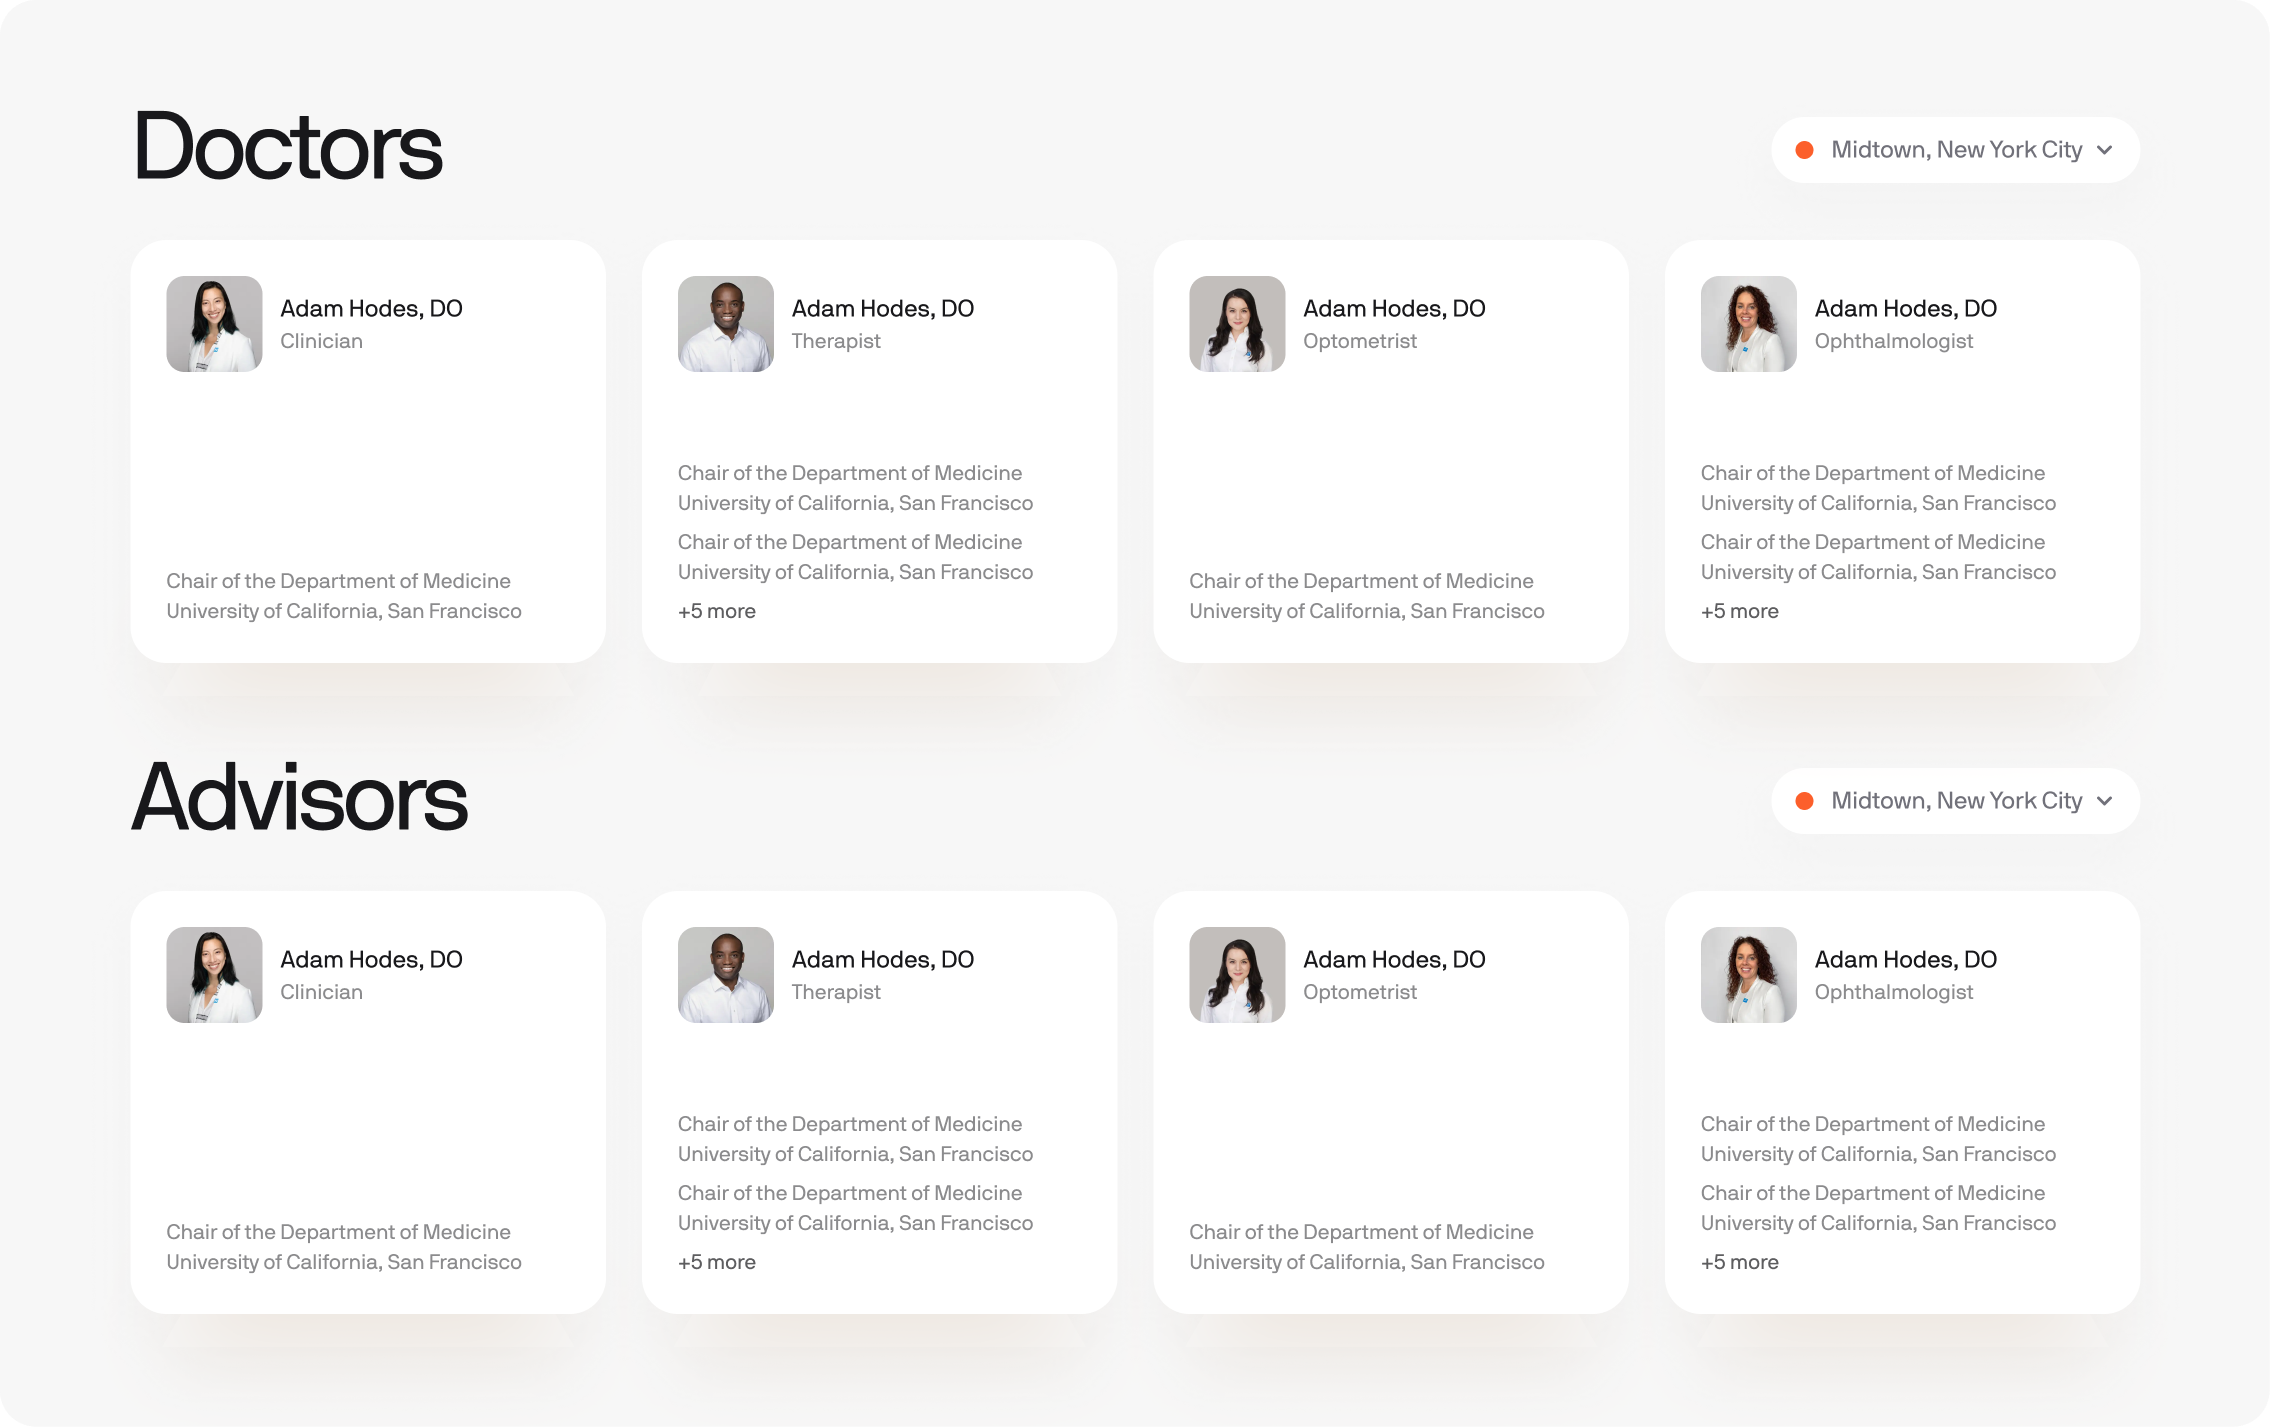 Doctors
Midtown, New York City
Adam Hodes, DO
Clinician
Chair of the Department of Medicine
University of California, San Francisco
Adam Hodes, DO
Therapist
Chair of the Department of Medicine
University of California, San Francisco
Chair of the Department of Medicine
University of California, San Francisco
+5 more
Adam Hodes, DO
Optometrist
Chair of the Department of Medicine
University of California, San Francisco
Adam Hodes, DO
Ophthalmologist
Chair of the Department of Medicine
University of California, San Francisco
Chair of the Department of Medicine
University of California, San Francisco
+5 more
Advisors
Midtown, New York City
Adam Hodes, DO
Clinician
Chair of the Department of Medicine
University of California, San Francisco
Adam Hodes, DO
Therapist
Chair of the Department of Medicine
University of California, San Francisco
Chair of the Department of Medicine
University of California, San Francisco
+5 more
Adam Hodes, DO
Optometrist
Chair of the Department of Medicine
University of California, San Francisco
Adam Hodes, DO
Ophthalmologist
Chair of the Department of Medicine
University of California, San Francisco
Chair of the Department of Medicine
University of California, San Francisco
+5 more